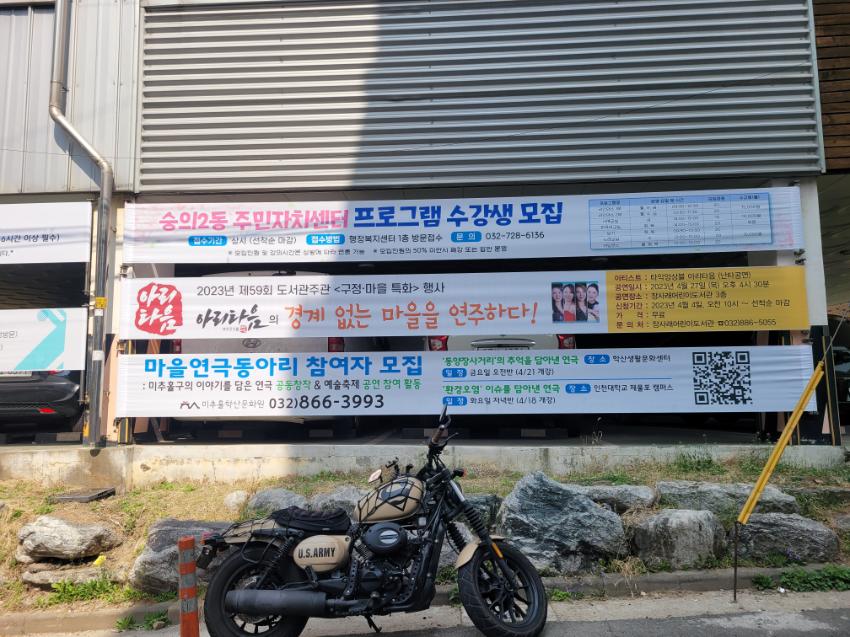 숭의2동 주민자치센터 프로그램 수강생 모집
접수기간 상시 (선착순 마감) 접수방법 행정복지센터 1층 방문접수 문의 032-728-6136
6시간 이상 필수)
아리타음
2023년 제59회 도서관주관 <구정·마을 특화> 행사
아리타음의 경계 없는 마을을 연주하다!
아티스트 : 타악앙상블 아리타음 (난타공연)
공연일시 : 2023년 4월 27일 (목) 오후 4시 30분
공연장소 : 장사래어린이도서관 3층
신청기간 : 2023년 4월 4일, 오전 10시 ~ 선착순 마감
가 격 : 무료
문 의 처 : 장사래어린이도서관 ☎032)886-5055
마을연극동아리 참여자 모집
: 미추홀구의 이야기를 담은 연극 공동창작 & 예술축제 공연 참여 활동
미추홀학산문화원 032)866-3993
'동양장사거리'의 추억을 담아낸 연극 장소 학산생활문화센터
일정 금요일 오전반 (4/21 개강)
'환경오염' 이슈를 담아낸 연극 장소 인천대학교 제물포 캠퍼스
일정 화요일 저녁반 (4/18 개강)
U.S.ARMY